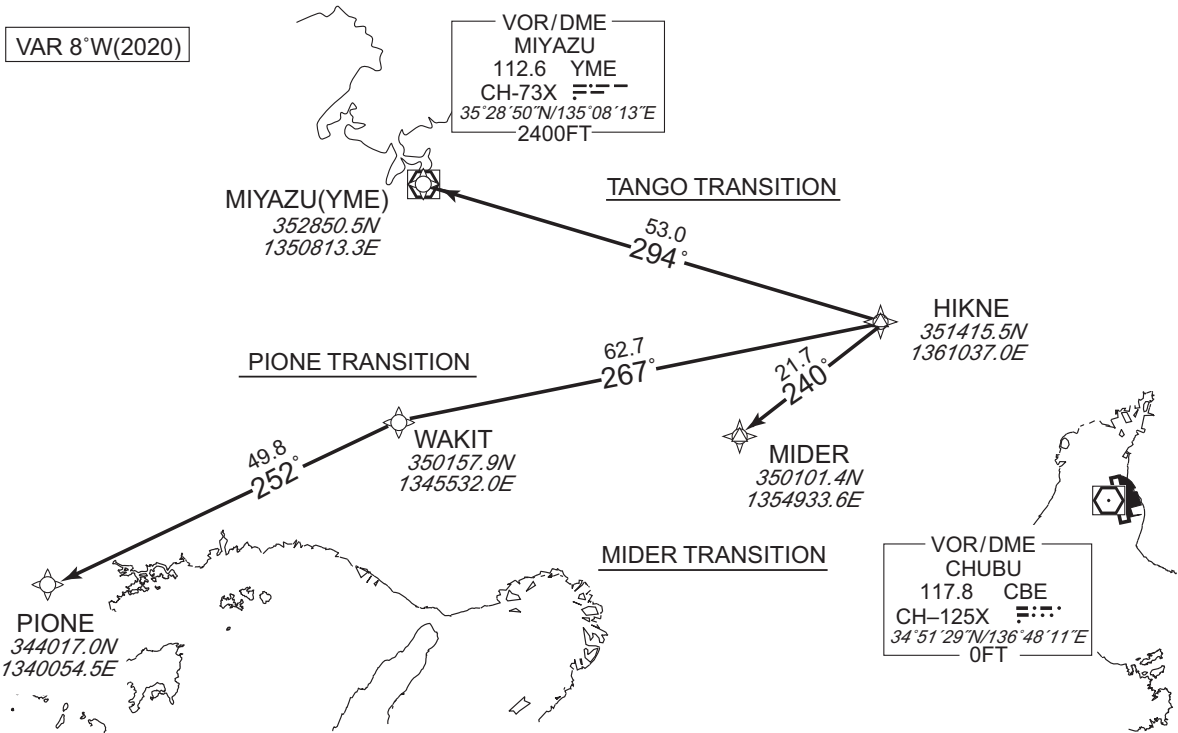 VAR 8˚W(2020)
VOR/DME
MIYAZU
112.6 YME
CH-73X
35˚28´50˝N/135˚08´13˝E
2400FT
MIYAZU(YME)
352850.5N
1350813.3E
TANGO TRANSITION
53.0
294˚
HIKNE
351415.5N
1361037.0E
PIONE TRANSITION
62.7
267˚
21.7
240˚
WAKIT
350157.9N
1345532.0E
49.8
252˚
MIDER
350101.4N
1354933.6E
MIDER TRANSITION
VOR/DME
CHUBU
117.8 CBE
CH–125X
34˚51´29˝N/136˚48´11˝E
0FT
PIONE
344017.0N
1340054.5E